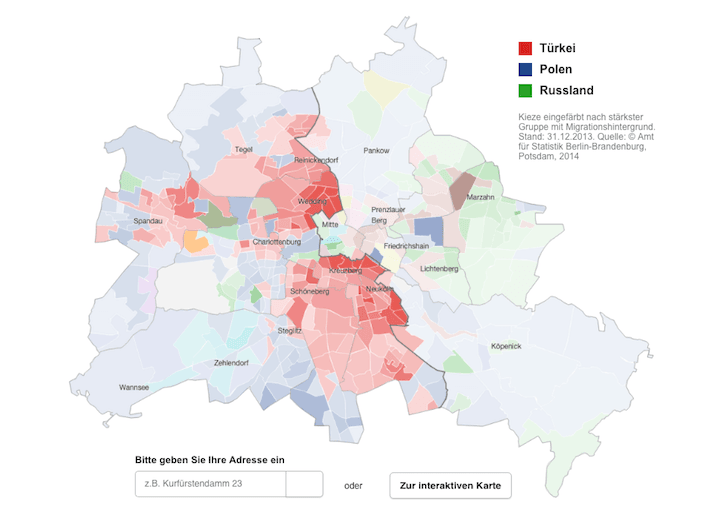 Türkei
Polen
Russland
Kieze eingefärbt nach stärkster
Gruppe mit Migrationshintergrund.
Stand: 31.12.2013. Quelle: © Amt
für Statistik Berlin-Brandenburg,
Potsdam, 2014
Tegel
Pankow
Reinickendorf
Wedding
Marzahn
Spandau
Prenzlauer
Berg
Mitte
Charlottenburg
Friedrichshain
Kreuzberg
Lichtenberg
Schöneberg
Neukölln
Steglitz
Köpenick
Zehlendorf
Wannsee
Bitte geben Sie Ihre Adresse ein
z.B. Kurfürstendamm 23
oder
Zur interaktiven Karte